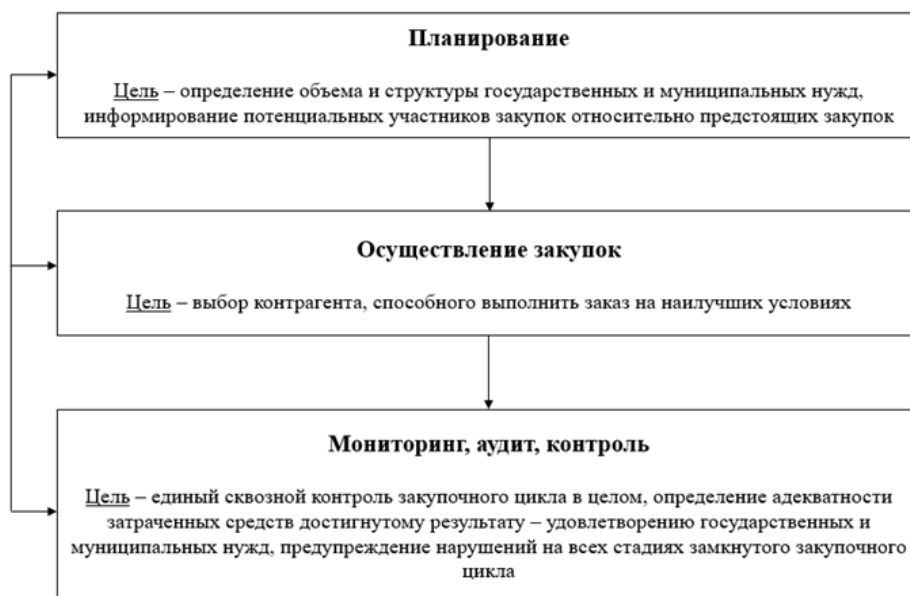 Планирование
Цель – определение объема и структуры государственных и муниципальных нужд,
информирование потенциальных участников закупок относительно предстоящих закупок
Осуществление закупок
Цель – выбор контрагента, способного выполнить заказ на наилучших условиях
Мониторинг, аудит, контроль
Цель – единый сквозной контроль закупочного цикла в целом, определение адекватности
затраченных средств достигнутому результату – удовлетворению государственных и
муниципальных нужд, предупреждение нарушений на всех стадиях замкнутого закупочного
цикла